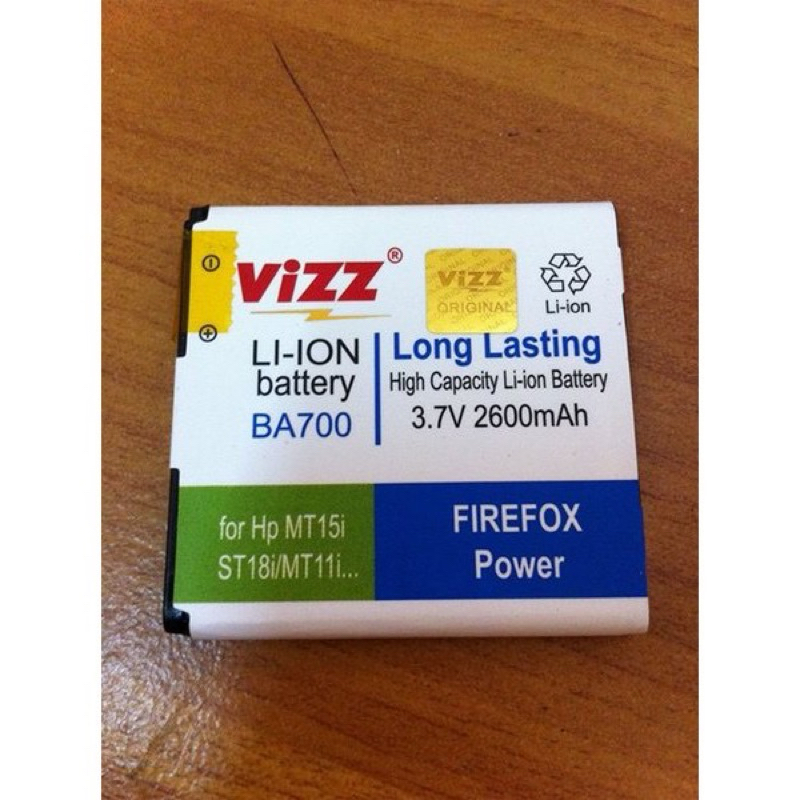 ViZZ®
ViZZ
ORIGINAL
Li-ion
LI-ION
battery
BA700
Long Lasting
High Capacity Li-ion Battery
3.7V 2600mAh
for Hp MT15i
ST18i/MT11i...
FIREFOX
Power